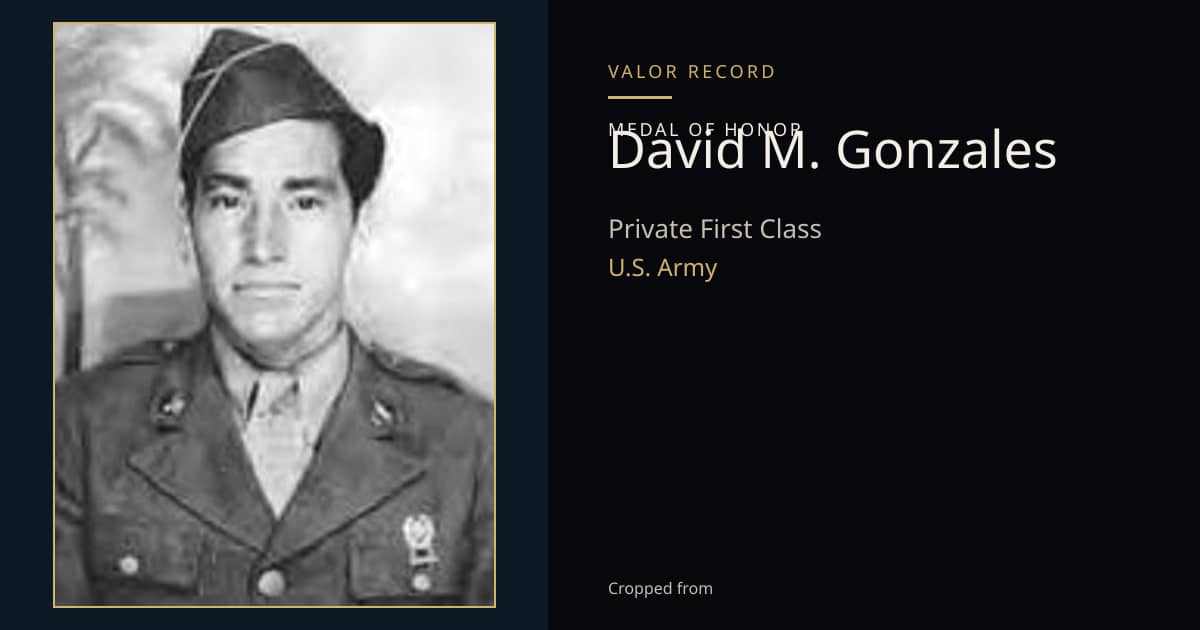 VALOR RECORD
MEDAL OF HONOR
David M. Gonzales
Private First Class
U.S. Army
Cropped from